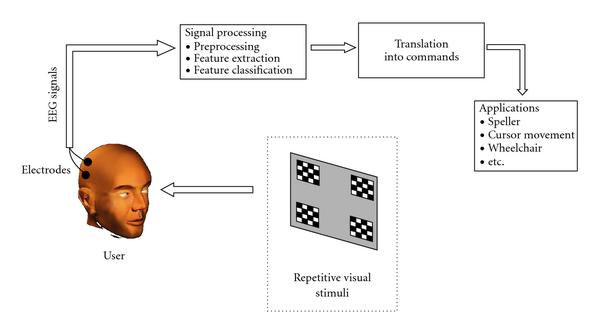 Signal processing
• Preprocessing
• Feature extraction
• Feature classification
Translation
into commands
Applications
• Speller
• Cursor movement
• Wheelchair
• etc.
EEG signals
Electrodes
User
Repetitive visual
stimuli